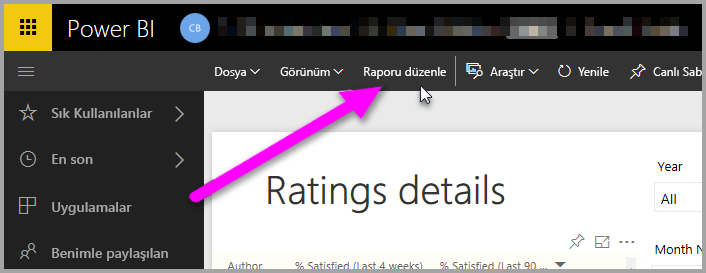 Power BI
CB
Dosya Görünüm Raporu düzenle Araştır Yenile Canlı Sab
Sık Kullanılanlar
En son
Uygulamalar
Benimle paylaşılan
Ratings details
Year
All
Month N
Author % Satisfied (Last 4 weeks) % Satisfied (Last 90 ...